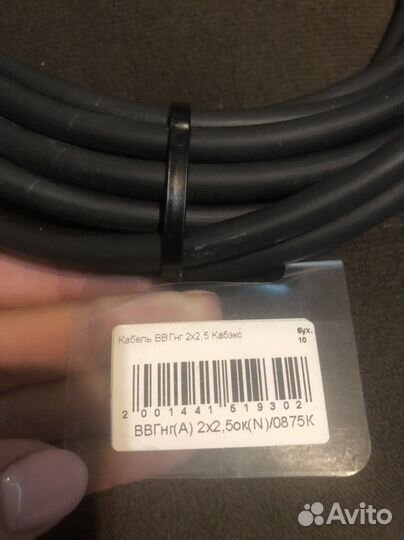 Кабель ВВГнг 2х2,5 Кабэкс
бух.
10
2 001441 519302
ВВГнг(А) 2х2,5ок(N)/0875К
Avito